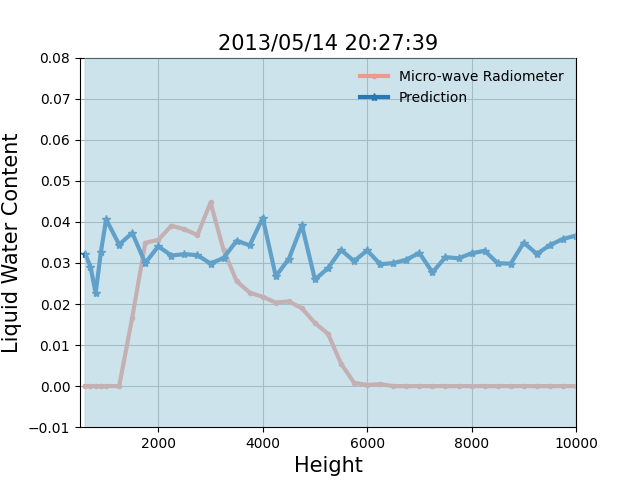 2013/05/14 20:27:39
Micro-wave Radiometer
Prediction
Liquid Water Content
0.08
0.07
0.06
0.05
0.04
0.03
0.02
0.01
0.00
−0.01
2000 4000 6000 8000 10000
Height